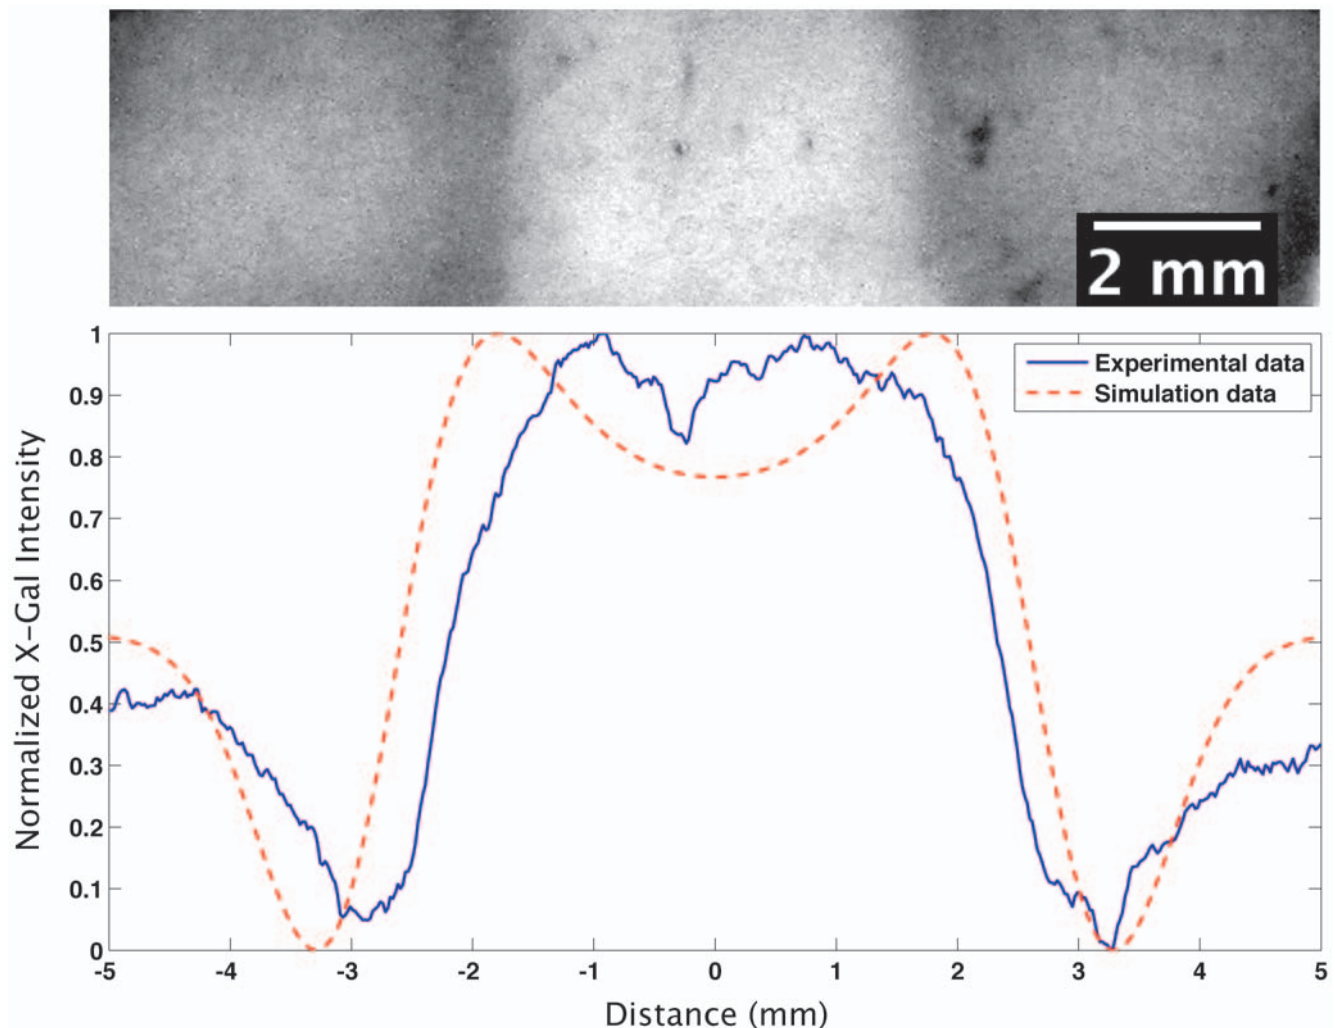 2 mm
Normalized X-Gal Intensity
1
0.9
0.8
0.7
0.6
0.5
0.4
0.3
0.2
0.1
0
Experimental data
Simulation data
-5 -4 -3 -2 -1 0 1 2 3 4 5
Distance (mm)